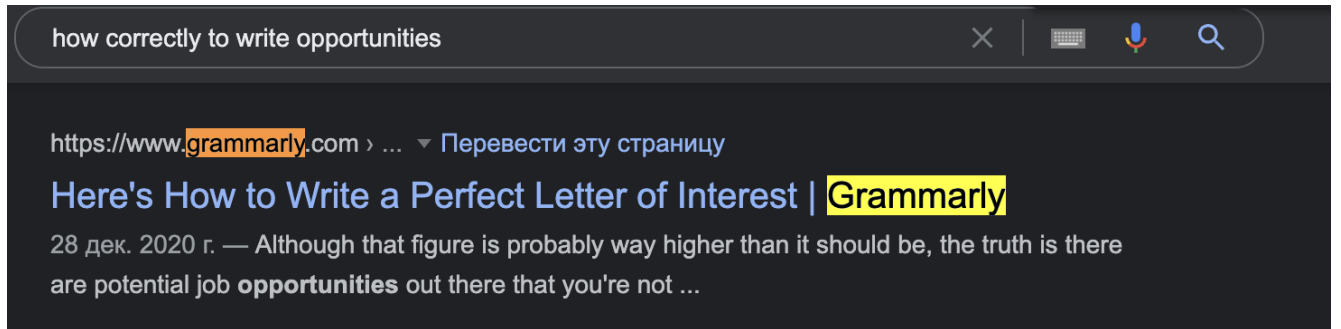 how correctly to write opportunities
https://www.grammarly.com › ... Перевести эту страницу
Here's How to Write a Perfect Letter of Interest | Grammarly
28 дек. 2020 г. — Although that figure is probably way higher than it should be, the truth is there
are potential job opportunities out there that you're not ...